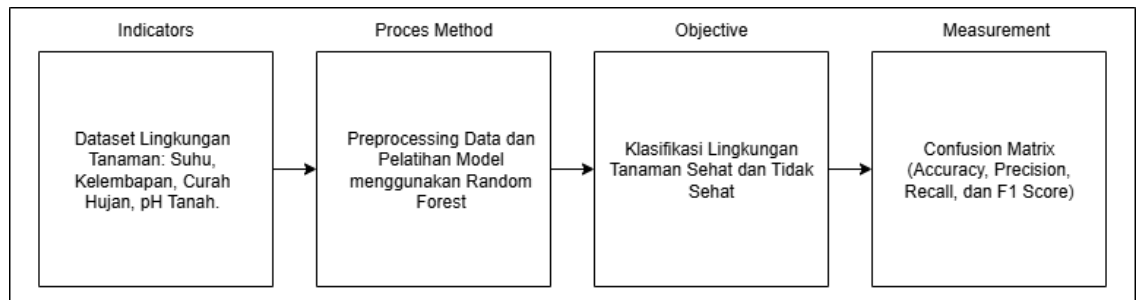 Indicators
Proces Method
Objective
Measurement
Dataset Lingkungan
Tanaman: Suhu,
Kelembapan, Curah
Hujan, pH Tanah.
Preprocessing Data dan
Pelatihan Model
menggunakan Random
Forest
Klasifikasi Lingkungan
Tanaman Sehat dan Tidak
Sehat
Confusion Matrix
(Accuracy, Precision,
Recall, dan F1 Score)